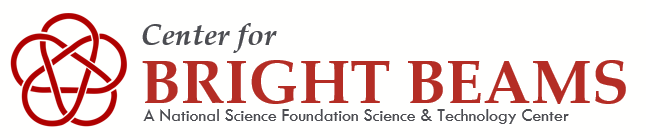 Center for
BRIGHT BEAMS
A National Science Foundation Science & Technology Center